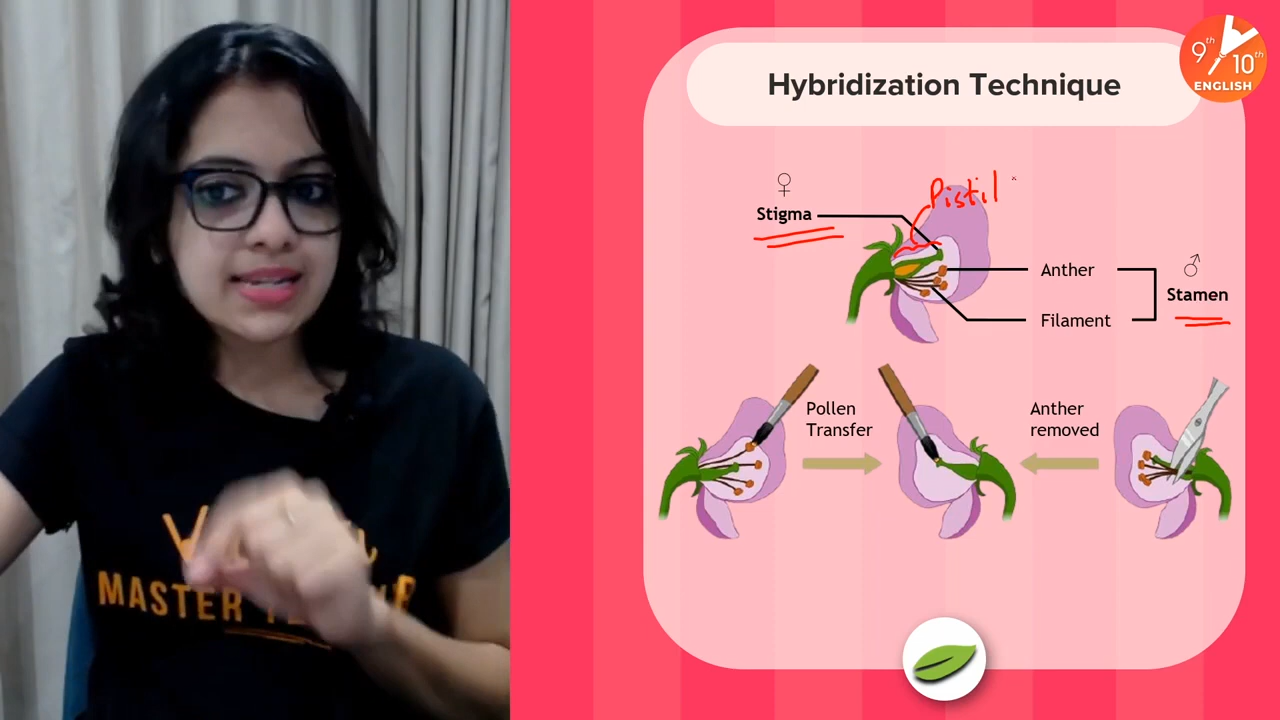 9th 10th
ENGLISH
Hybridization Technique
Pistil
♀
Stigma
Anther
♂
Stamen
Filament
Pollen
Transfer
Anther
removed
MASTER